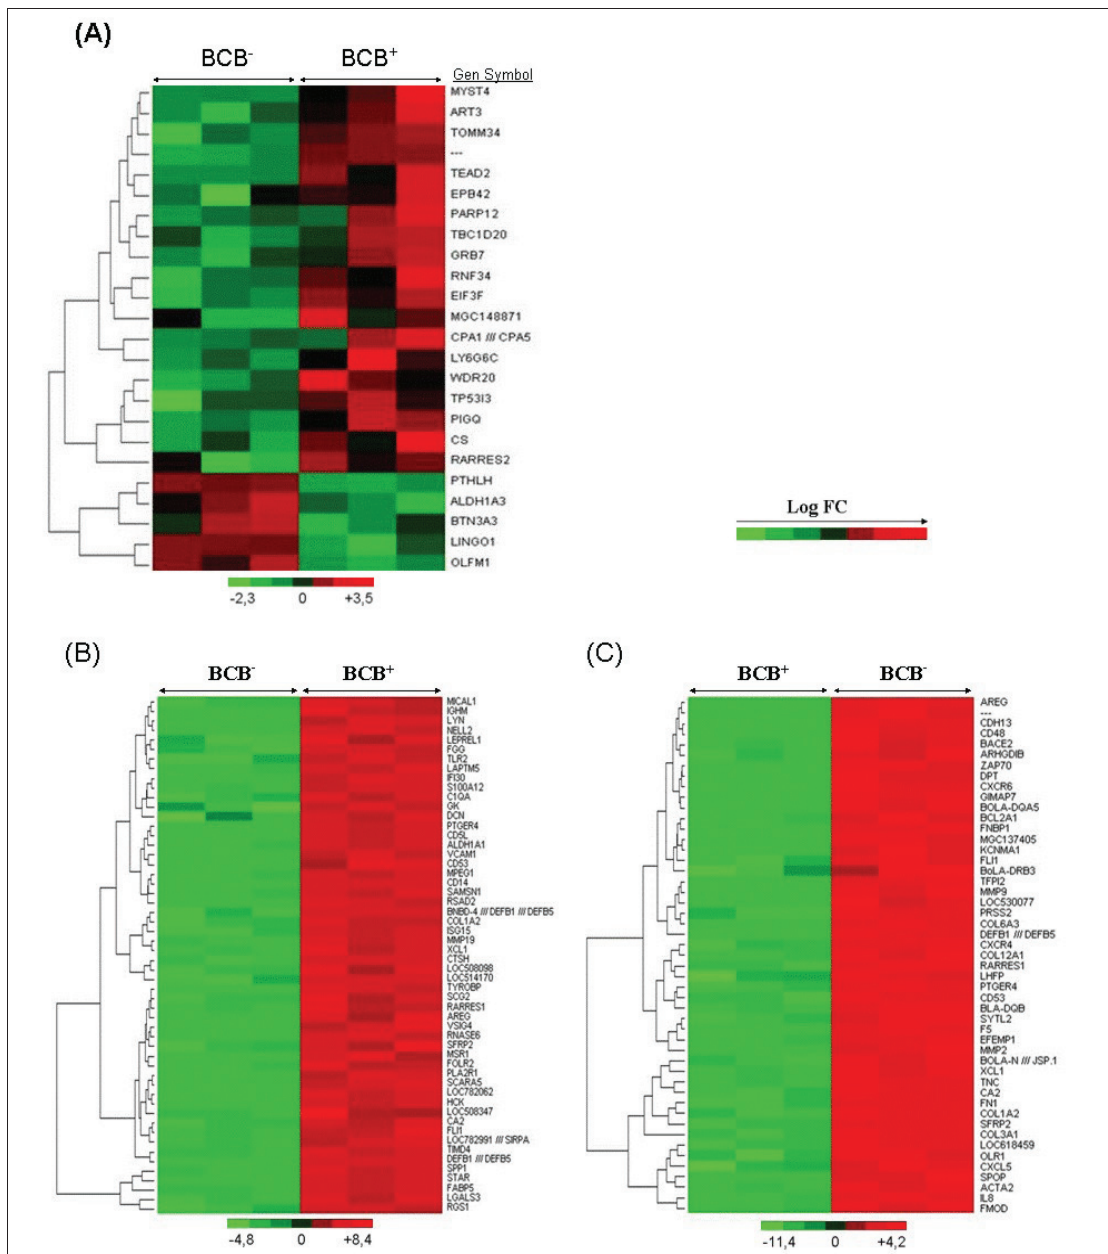 (A)
BCB- BCB+
Gen Symbol
MYST4
ART3
TOMM34
---
TEAD2
EPB42
PARP12
TBC1D20
GRB7
RNF34
EIF3F
MGC148871
CPA1 /// CPA5
LY6G6C
WDR20
TP53I3
PIGQ
CS
RARRES2
PTHLH
ALDH1A3
BTN3A3
LINGO1
OLFM1
-2,3 0 +3,5
Log FC
(B)
BCB- BCB+
MICAL1
IGHM
LYN
NELL2
LEPREL1
FGG
TLR2
LAPTM5
IFI30
S100A12
C1QA
GK
DCN
PTGER4
CD5L
ALDH1A1
VCAM1
CD53
MPEG1
CD14
SAMSN1
RSAD2
BNBD-4 /// DEFB1 /// DEFB5
COL1A2
ISG15
MMP19
XCL1
CTSH
LOC508098
LOC514170
TYROBP
SCG2
RARRES1
AREG
VSIG4
RNASE6
SFRP2
MSR1
FOLR2
PLA2R1
SCARA5
LOC782062
HCK
LOC508347
CA2
FLI1
LOC782991 /// SIRPA
TIMD4
DEFB1 /// DEFB5
SPP1
STAR
FABP5
LGALS3
RGS1
-4,8 0 +8,4
(C)
BCB+ BCB-
AREG
---
CDH13
CD48
BACE2
ARHGDIB
ZAP70
DPT
CXCR6
GIMAP7
BOLA-DQA5
BCL2A1
FNBP1
MGC137405
KCNMA1
FLI1
BoLA-DRB3
TFPI2
MMP9
LOC530077
PRSS2
COL6A3
DEFB1 /// DEFB5
CXCR4
COL12A1
RARRES1
LHFP
PTGER4
CD53
BLA-DQB
SYTL2
F5
EFEMP1
MMP2
BOLA-N /// JSP.1
XCL1
TNC
CA2
FN1
COL1A2
SFRP2
COL3A1
LOC618459
OLR1
CXCL5
SPOP
ACTA2
IL8
FMOD
-11,4 0 +4,2